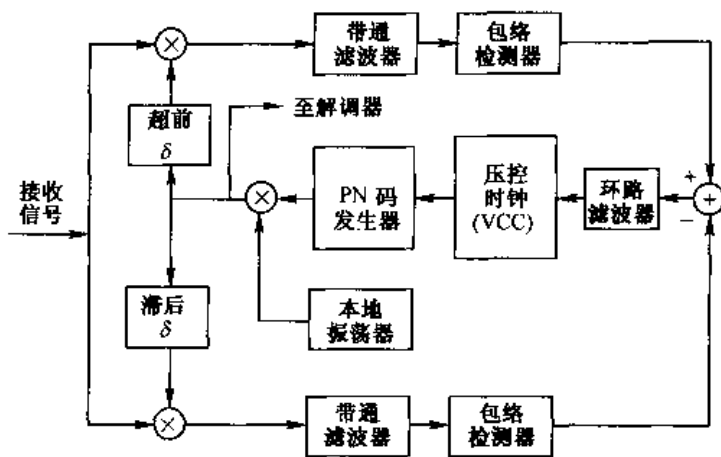 带通
滤波器
包络
检测器
超前
δ
至解调器
接收
信号
PN 码
发生器
压控
时钟
(VCC)
环路
滤波器
+
+
−
滞后
δ
本地
振荡器
带通
滤波器
包络
检测器